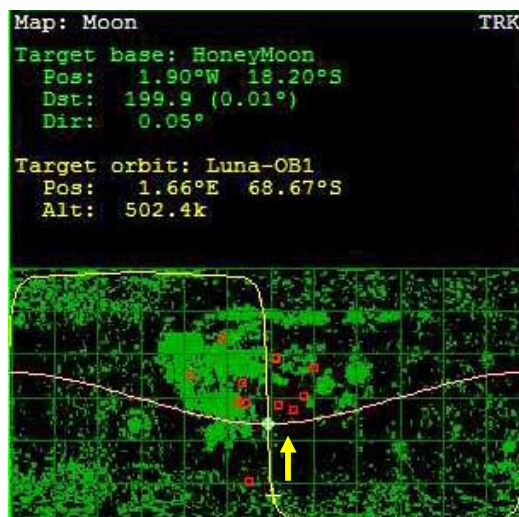 Map: Moon TRK
Target base: HoneyMoon
Pos: 1.90°W 18.20°S
Dst: 199.9 (0.01°)
Dir: 0.05°
Target orbit: Luna-OB1
Pos: 1.66°E 68.67°S
Alt: 502.4k